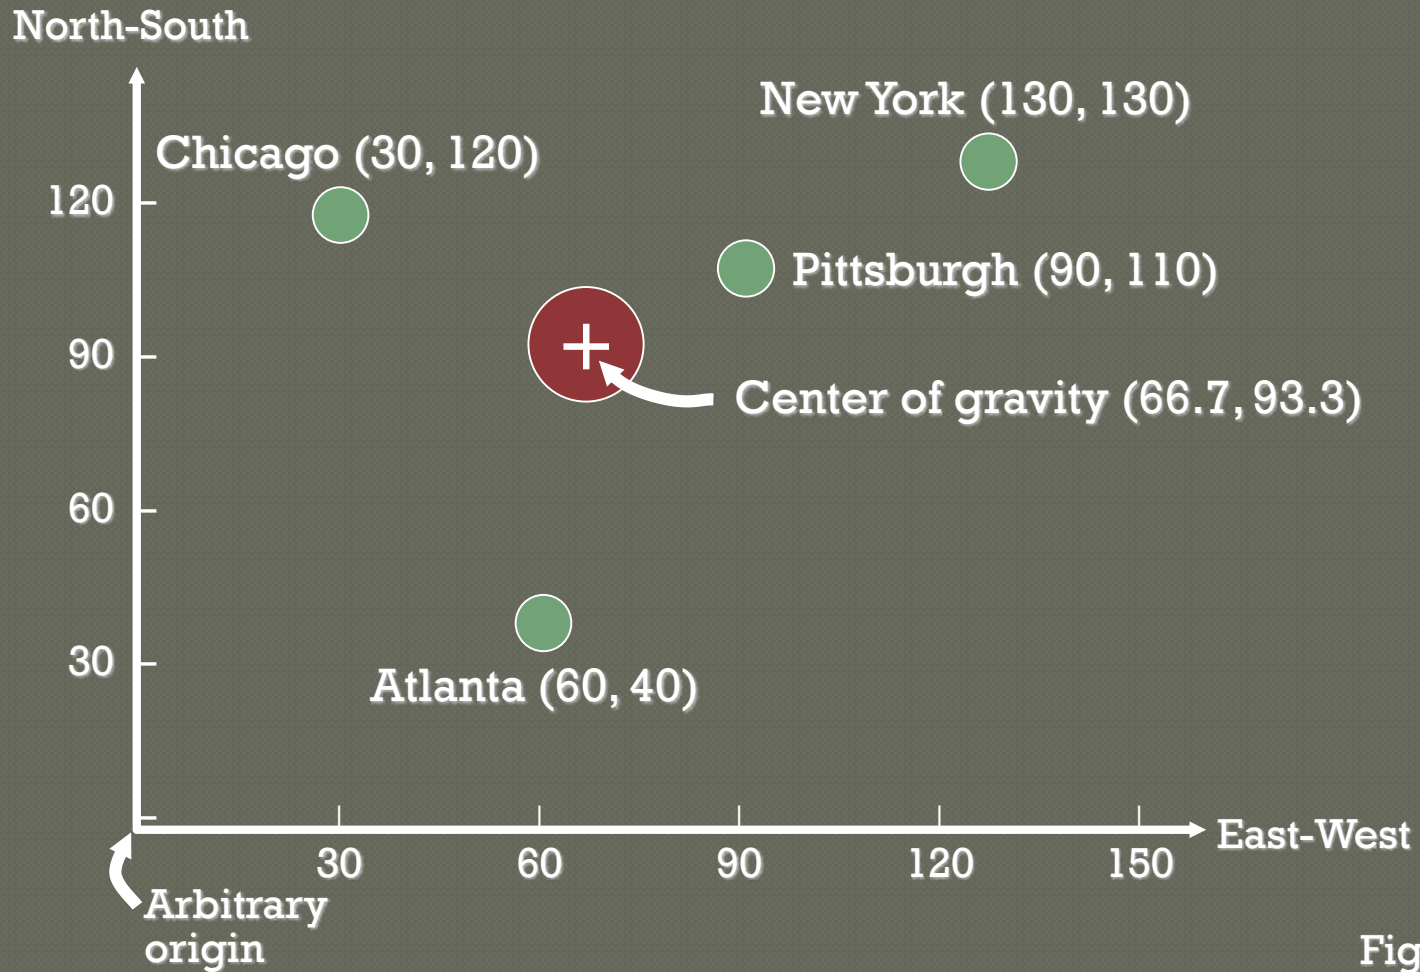 North-South
New York (130, 130)
Chicago (30, 120)
120
Pittsburgh (90, 110)
90
Center of gravity (66.7, 93.3)
60
30
Atlanta (60, 40)
East-West
30 60 90 120 150
Arbitrary
origin
Fig